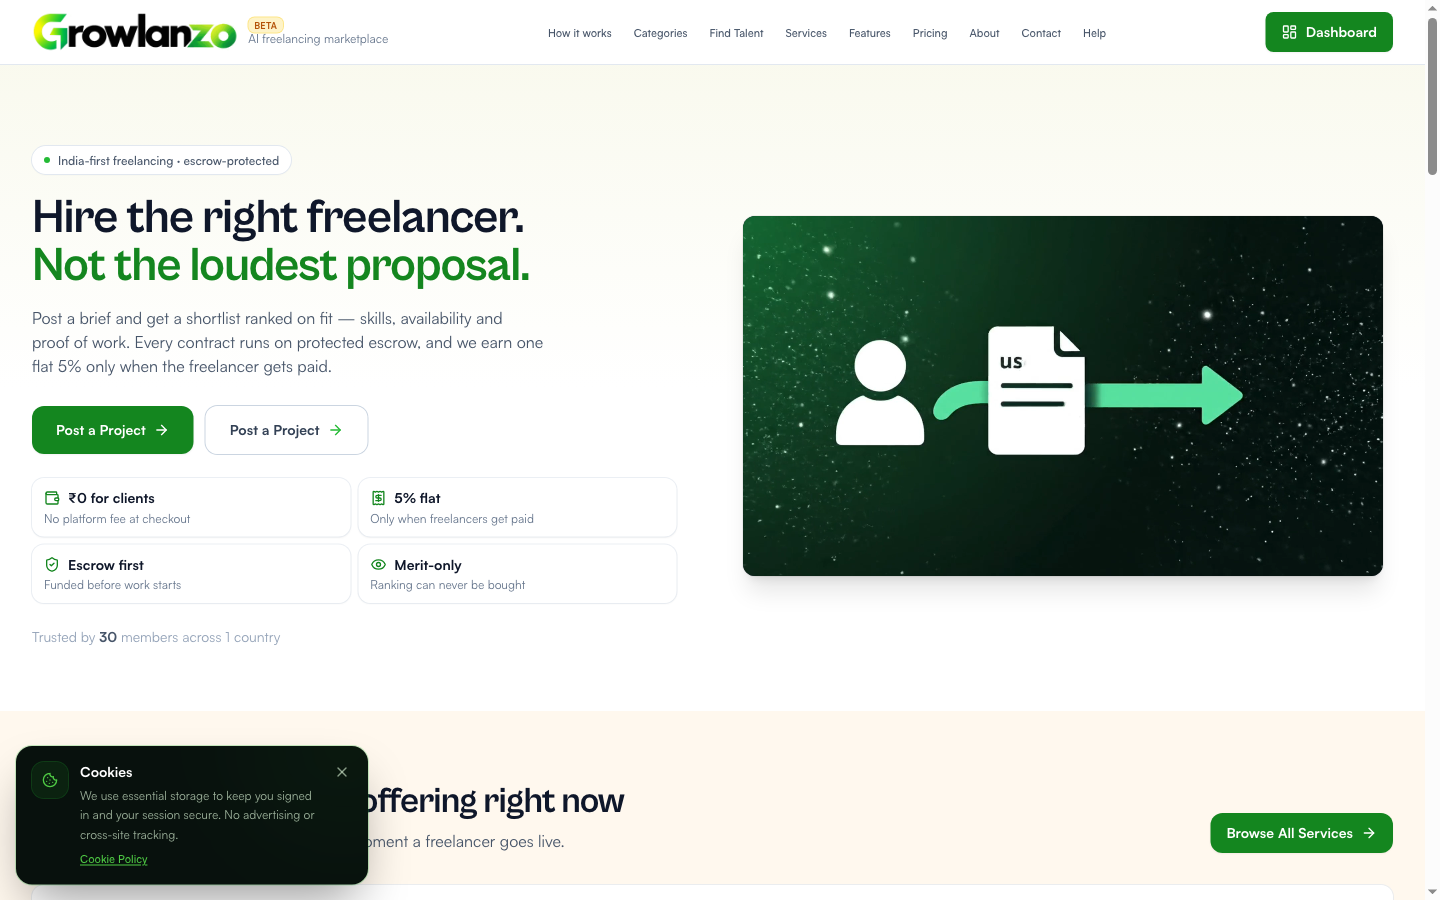 Growlanzo
BETA
AI freelancing marketplace
How it works
Categories
Find Talent
Services
Features
Pricing
About
Contact
Help
Dashboard
India-first freelancing · escrow-protected
Hire the right freelancer.
Not the loudest proposal.
Post a brief and get a shortlist ranked on fit — skills, availability and
proof of work. Every contract runs on protected escrow, and we earn one
flat 5% only when the freelancer gets paid.
Post a Project
Post a Project
₹0 for clients
No platform fee at checkout
5% flat
Only when freelancers get paid
Escrow first
Funded before work starts
Merit-only
Ranking can never be bought
Trusted by 30 members across 1 country
us
offering right now
freelancer goes live.
Browse All Services
Cookies
We use essential storage to keep you signed
in and your session secure. No advertising or
cross-site tracking.
Cookie Policy